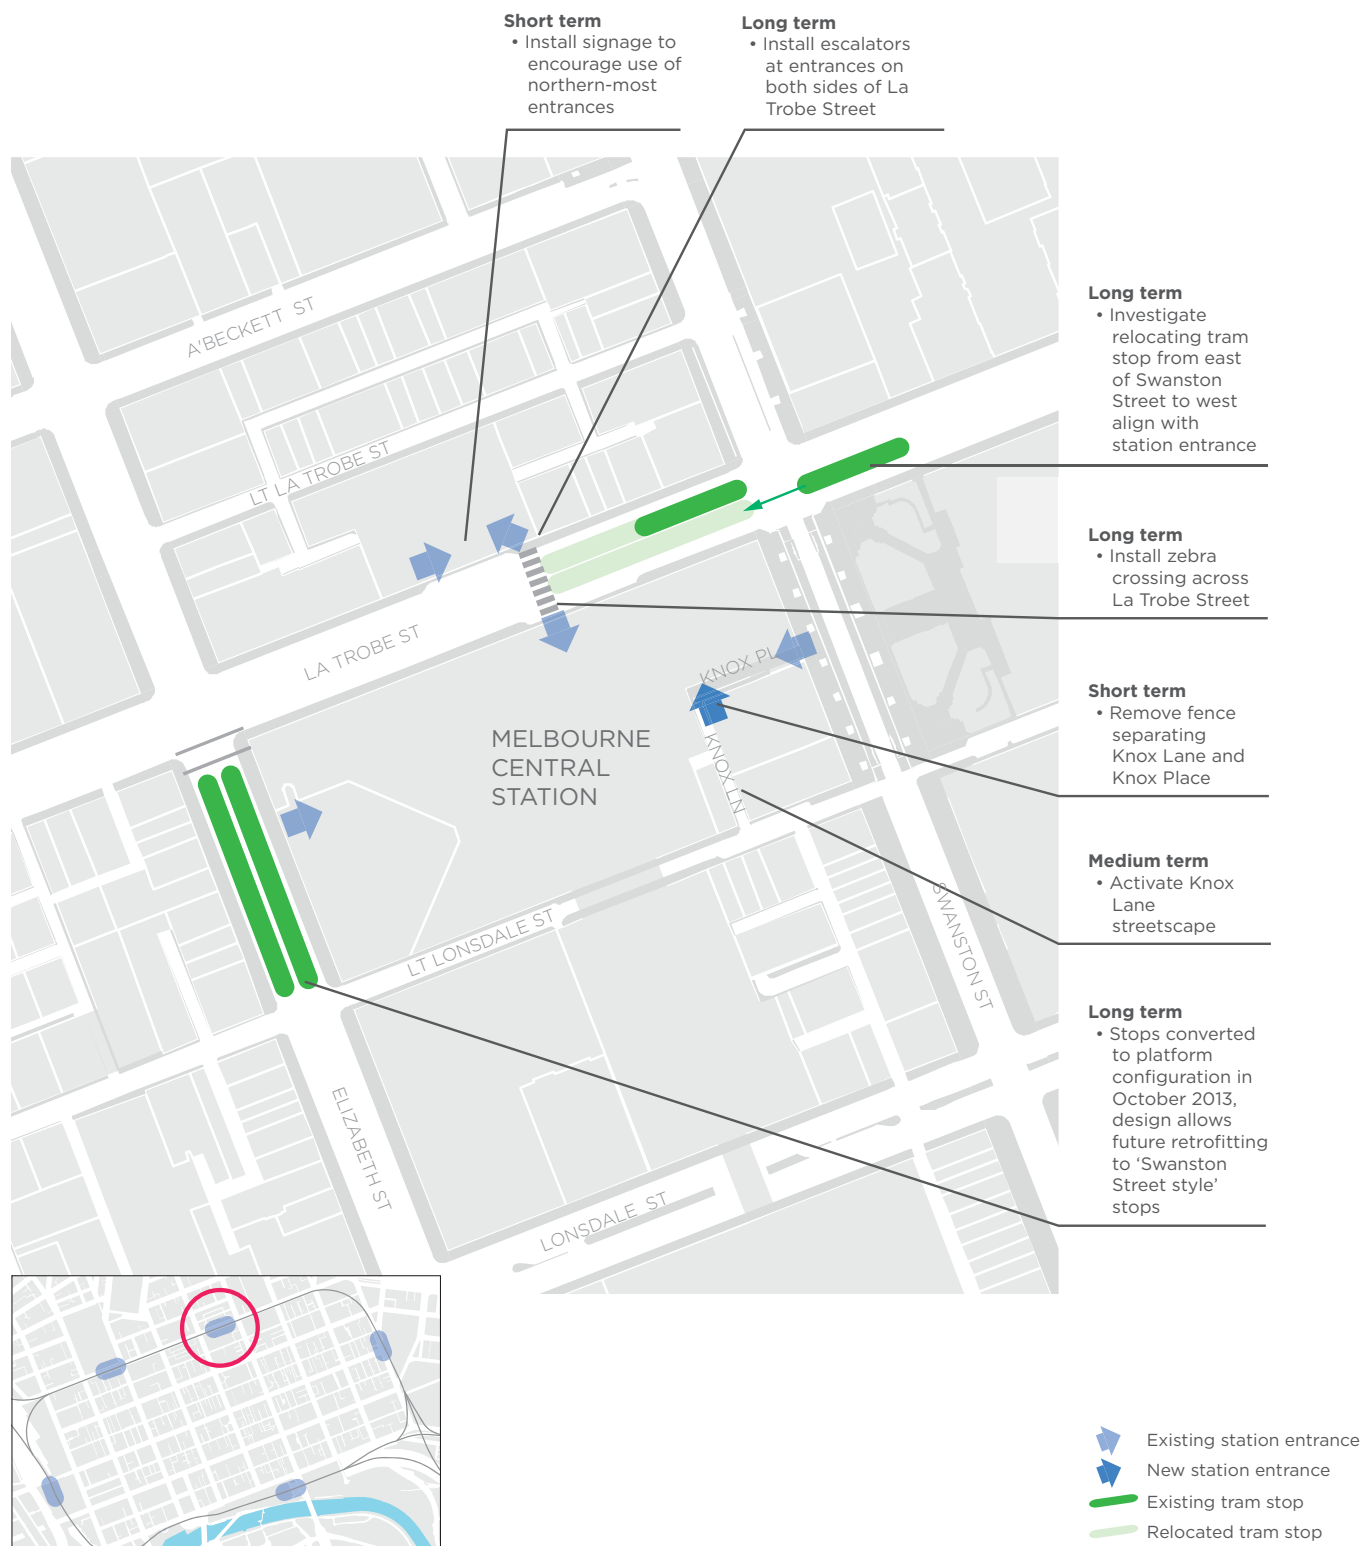 Short term
• Install signage to
encourage use of
northern-most
entrances
Long term
• Install escalators
at entrances on
both sides of La
Trobe Street
Long term
• Investigate
relocating tram
stop from east
of Swanston
Street to west
align with
station entrance
Long term
• Install zebra
crossing across
La Trobe Street
Short term
• Remove fence
separating
Knox Lane and
Knox Place
Medium term
• Activate Knox
Lane
streetscape
Long term
• Stops converted
to platform
configuration in
October 2013,
design allows
future retrofitting
to ‘Swanston
Street style’
stops
A'BECKETT ST
LT LA TROBE ST
LA TROBE ST
KNOX PL
KNOX LN
MELBOURNE
CENTRAL
STATION
LT LONSDALE ST
SWANSTON ST
ELIZABETH ST
LONSDALE ST
Existing station entrance
New station entrance
Existing tram stop
Relocated tram stop